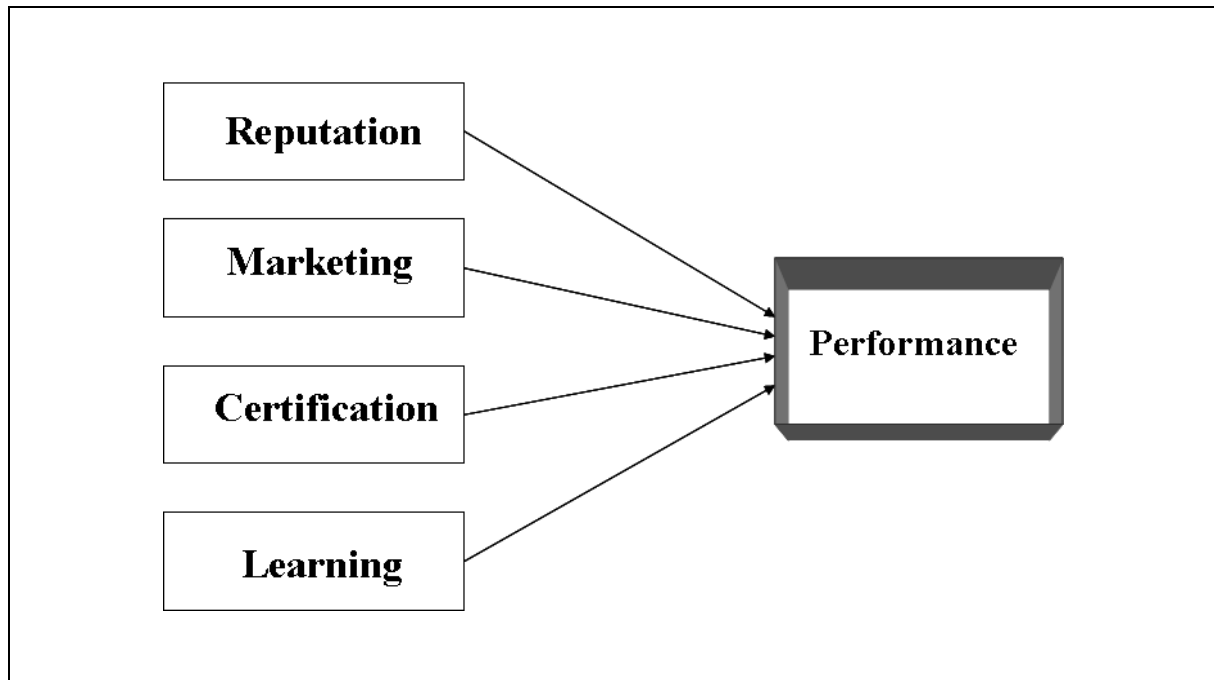 Reputation
Marketing
Certification
Learning
Performance